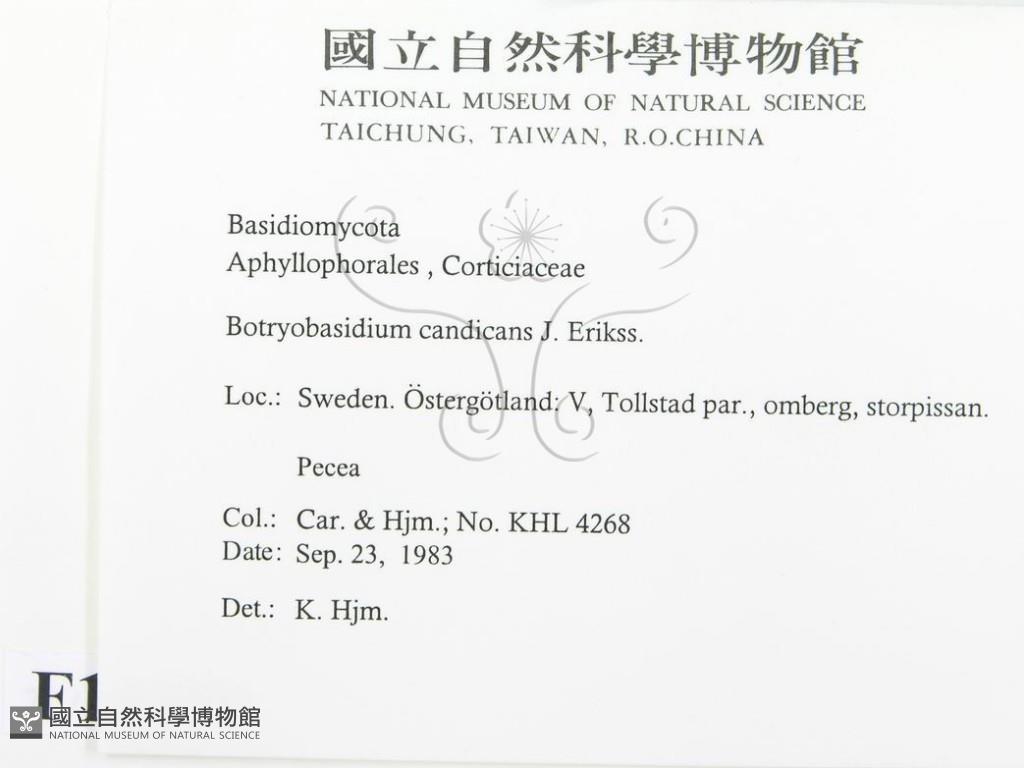 國立自然科學博物館
NATIONAL MUSEUM OF NATURAL SCIENCE
TAICHUNG, TAIWAN, R.O.CHINA
Basidiomycota
Aphyllophorales , Corticiaceae
Botryobasidium candicans J. Erikss.
Loc.: Sweden. Östergötland: V, Tollstad par., omberg, storpissan.
Pecea
Col.: Car. & Hjm.; No. KHL 4268
Date: Sep. 23, 1983
Det.: K. Hjm.
F1
國立自然科學博物館
NATIONAL MUSEUM OF NATURAL SCIENCE